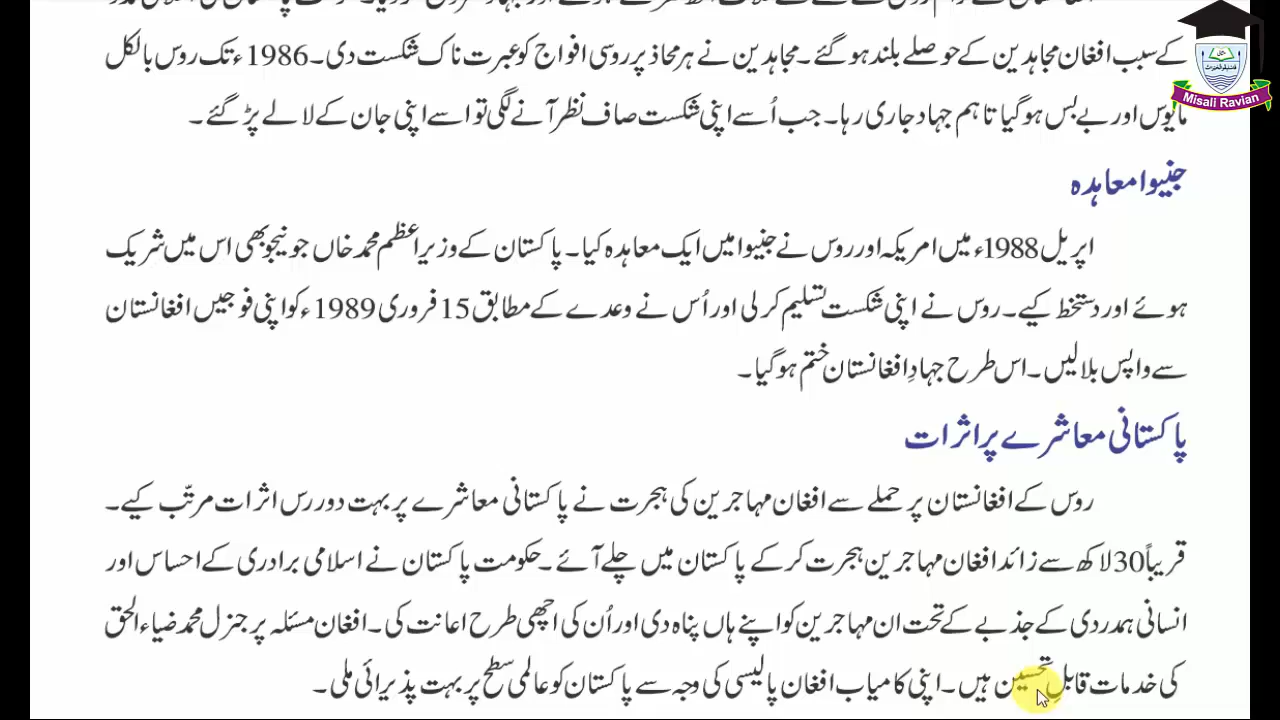 کے سبب افغان مجاہدین کے حوصلے بلند ہو گئے۔ مجاہدین نے ہر محاذ پر روسی افواج کو عبرت ناک شکست دی۔ 1986ء تک روس بالکل
مایوس اور بے بس ہو گیا تاہم جہاد جاری رہا۔ جب اُسے اپنی شکست صاف نظر آنے لگی تو اسے اپنی جان کے لالے پڑ گئے۔
Misali Ravian
جنیوا معاہدہ
اپریل 1988ء میں امریکہ اور روس نے جنیوا میں ایک معاہدہ کیا۔ پاکستان کے وزیراعظم محمد خاں جونیجو بھی اس میں شریک
ہوئے اور دستخط کیے۔ روس نے اپنی شکست تسلیم کر لی اور اُس نے وعدے کے مطابق 15 فروری 1989ء کو اپنی فوجیں افغانستان
سے واپس بلا لیں۔ اس طرح جہادِ افغانستان ختم ہو گیا۔
پاکستانی معاشرے پر اثرات
روس کے افغانستان پر حملے سے افغان مہاجرین کی ہجرت نے پاکستانی معاشرے پر بہت دور رس اثرات مرتّب کیے۔
قریباً 30 لاکھ سے زائد افغان مہاجرین ہجرت کر کے پاکستان میں چلے آئے۔ حکومت پاکستان نے اسلامی برادری کے احساس اور
انسانی ہمدردی کے جذبے کے تحت ان مہاجرین کو اپنے ہاں پناہ دی اور اُن کی اچھی طرح اعانت کی۔ افغان مسئلہ پر جنرل محمد ضیاء الحق
کی خدمات قابلِ تحسین ہیں۔ اپنی کامیاب افغان پالیسی کی وجہ سے پاکستان کو عالمی سطح پر بہت پذیرائی ملی۔